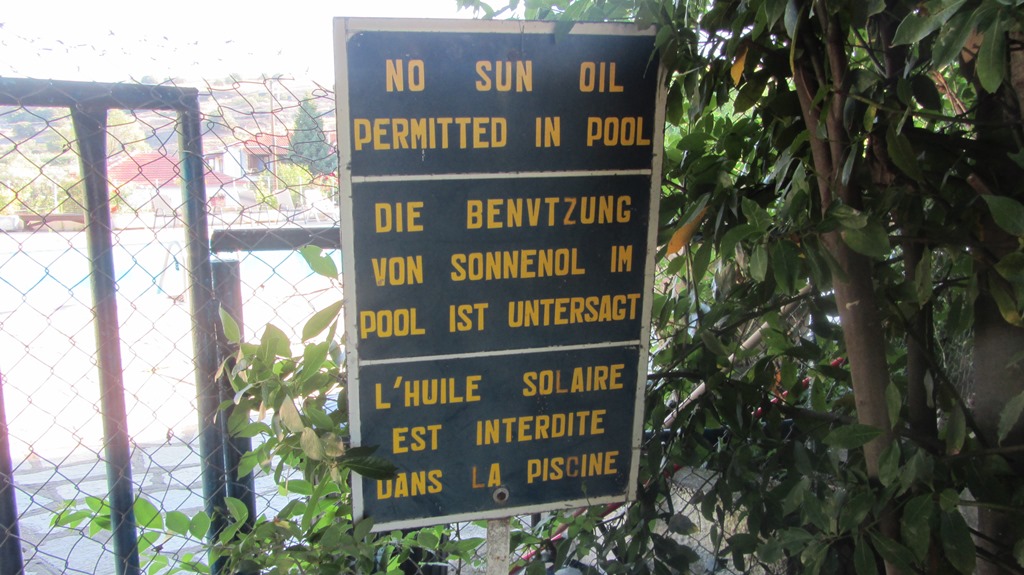 NO SUN OIL
PERMITTED IN POOL
DIE BENVTZUNG
VON SONNENOL IM
POOL IST UNTERSAGT
L'HUILE SOLAIRE
EST INTERDITE
DANS LA PISCINE